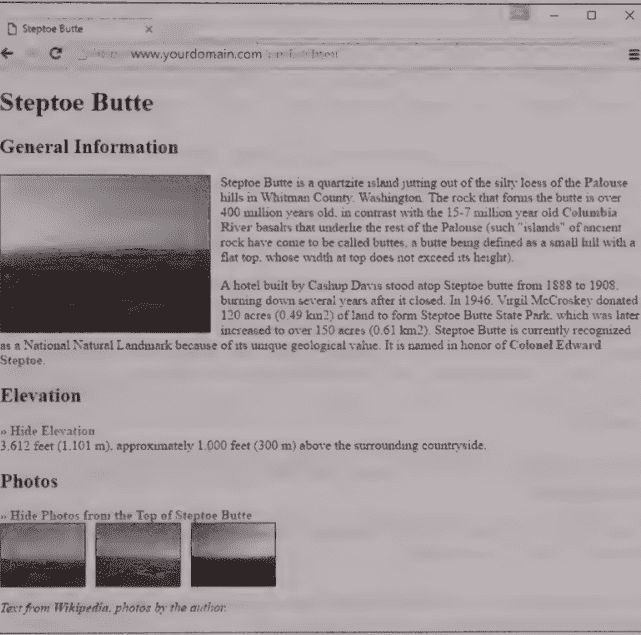 Steptoe Butte
www.yourdomain.com
Steptoe Butte
General Information
Steptoe Butte is a quartzite island jutting out of the silty loess of the Palouse
hills in Whitman County, Washington. The rock that forms the butte is over
400 million years old, in contrast with the 15-7 million year old Columbia
River basalts that underlie the rest of the Palouse (such "islands" of ancient
rock have come to be called buttes, a butte being defined as a small hill with a
flat top, whose width at top does not exceed its height).
A hotel built by Cashup Davis stood atop Steptoe butte from 1888 to 1908,
burning down several years after it closed. In 1946, Virgil McCroskey donated
120 acres (0.49 km2) of land to form Steptoe Butte State Park, which was later
increased to over 150 acres (0.61 km2). Steptoe Butte is currently recognized
as a National Natural Landmark because of its unique geological value. It is named in honor of Colonel Edward
Steptoe.
Elevation
» Hide Elevation
3,612 feet (1,101 m), approximately 1,000 feet (300 m) above the surrounding countryside.
Photos
» Hide Photos from the Top of Steptoe Butte
Text from Wikipedia, photos by the author.